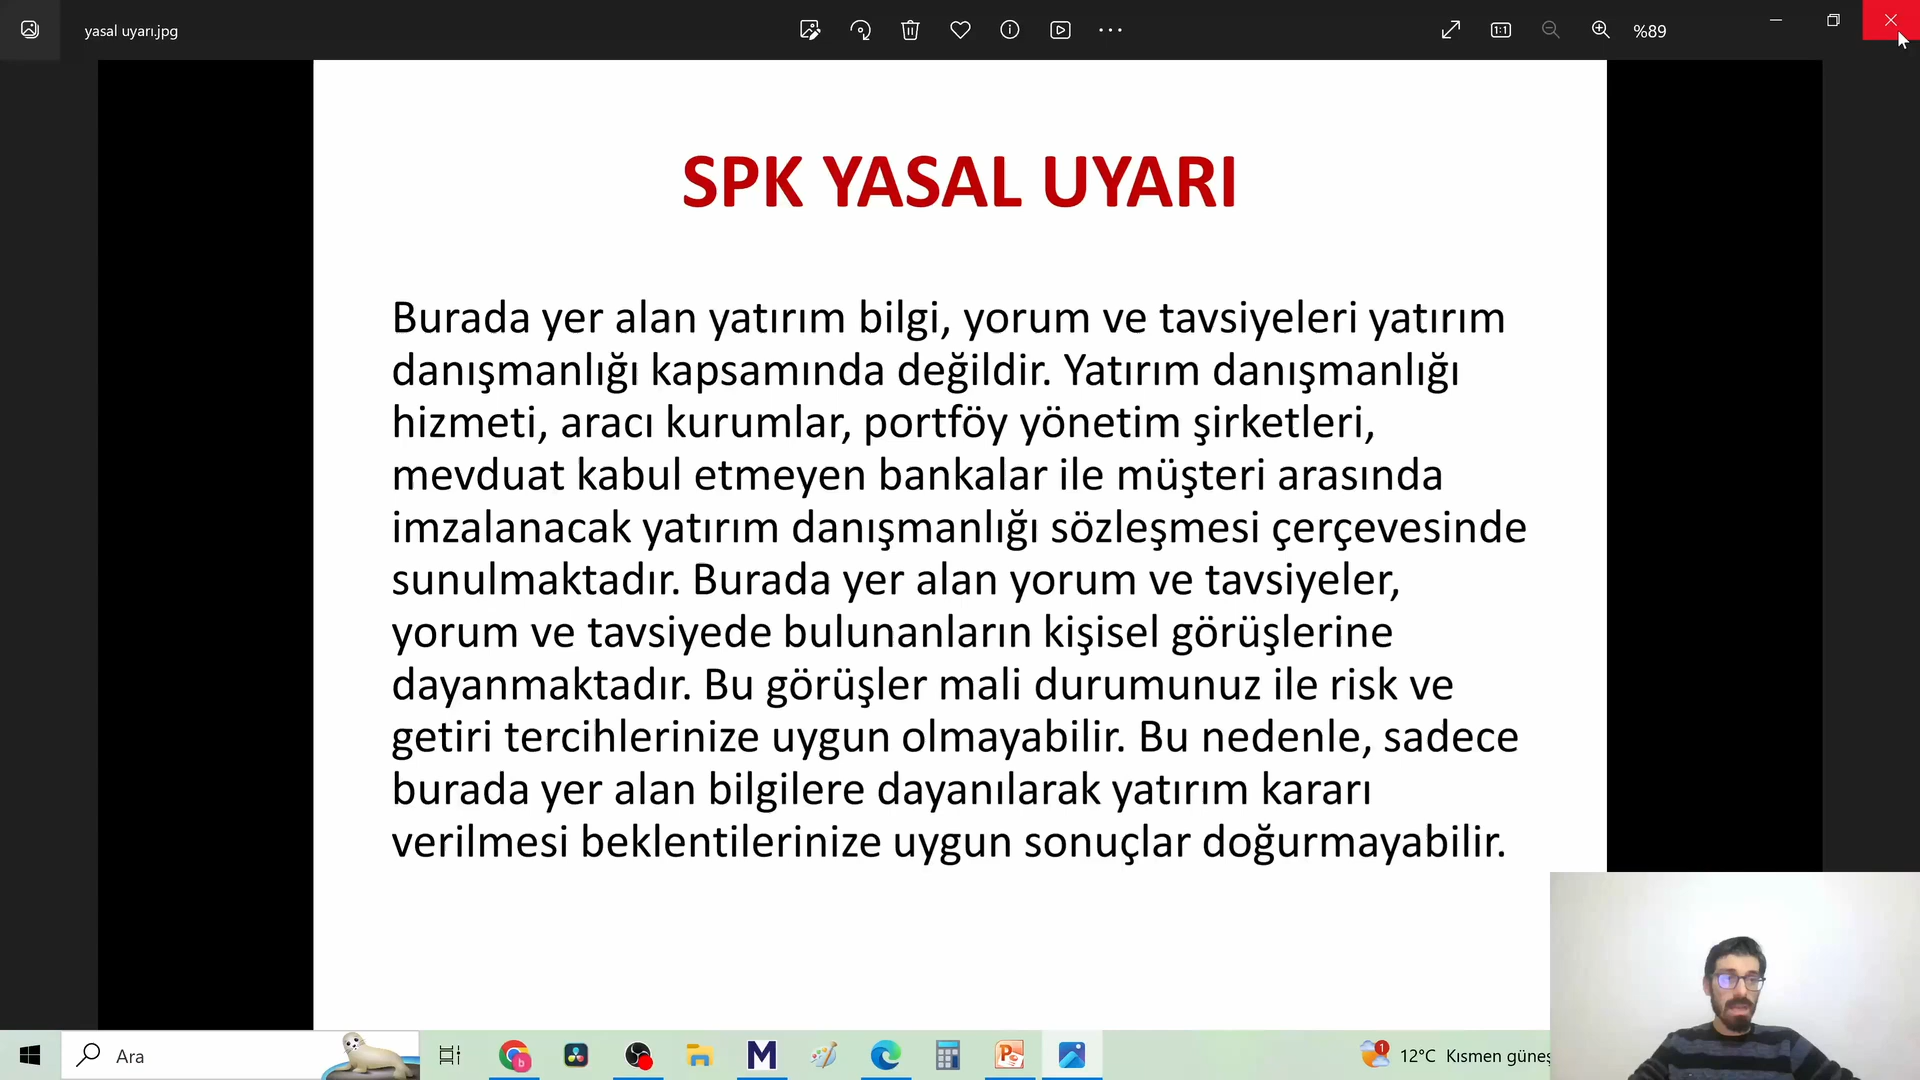 yasal uyarı.jpg
%89
SPK YASAL UYARI
Burada yer alan yatırım bilgi, yorum ve tavsiyeleri yatırım
danışmanlığı kapsamında değildir. Yatırım danışmanlığı
hizmeti, aracı kurumlar, portföy yönetim şirketleri,
mevduat kabul etmeyen bankalar ile müşteri arasında
imzalanacak yatırım danışmanlığı sözleşmesi çerçevesinde
sunulmaktadır. Burada yer alan yorum ve tavsiyeler,
yorum ve tavsiyede bulunanların kişisel görüşlerine
dayanmaktadır. Bu görüşler mali durumunuz ile risk ve
getiri tercihlerinize uygun olmayabilir. Bu nedenle, sadece
burada yer alan bilgilere dayanılarak yatırım kararı
verilmesi beklentilerinize uygun sonuçlar doğurmayabilir.
Ara
12°C Kısmen güneş